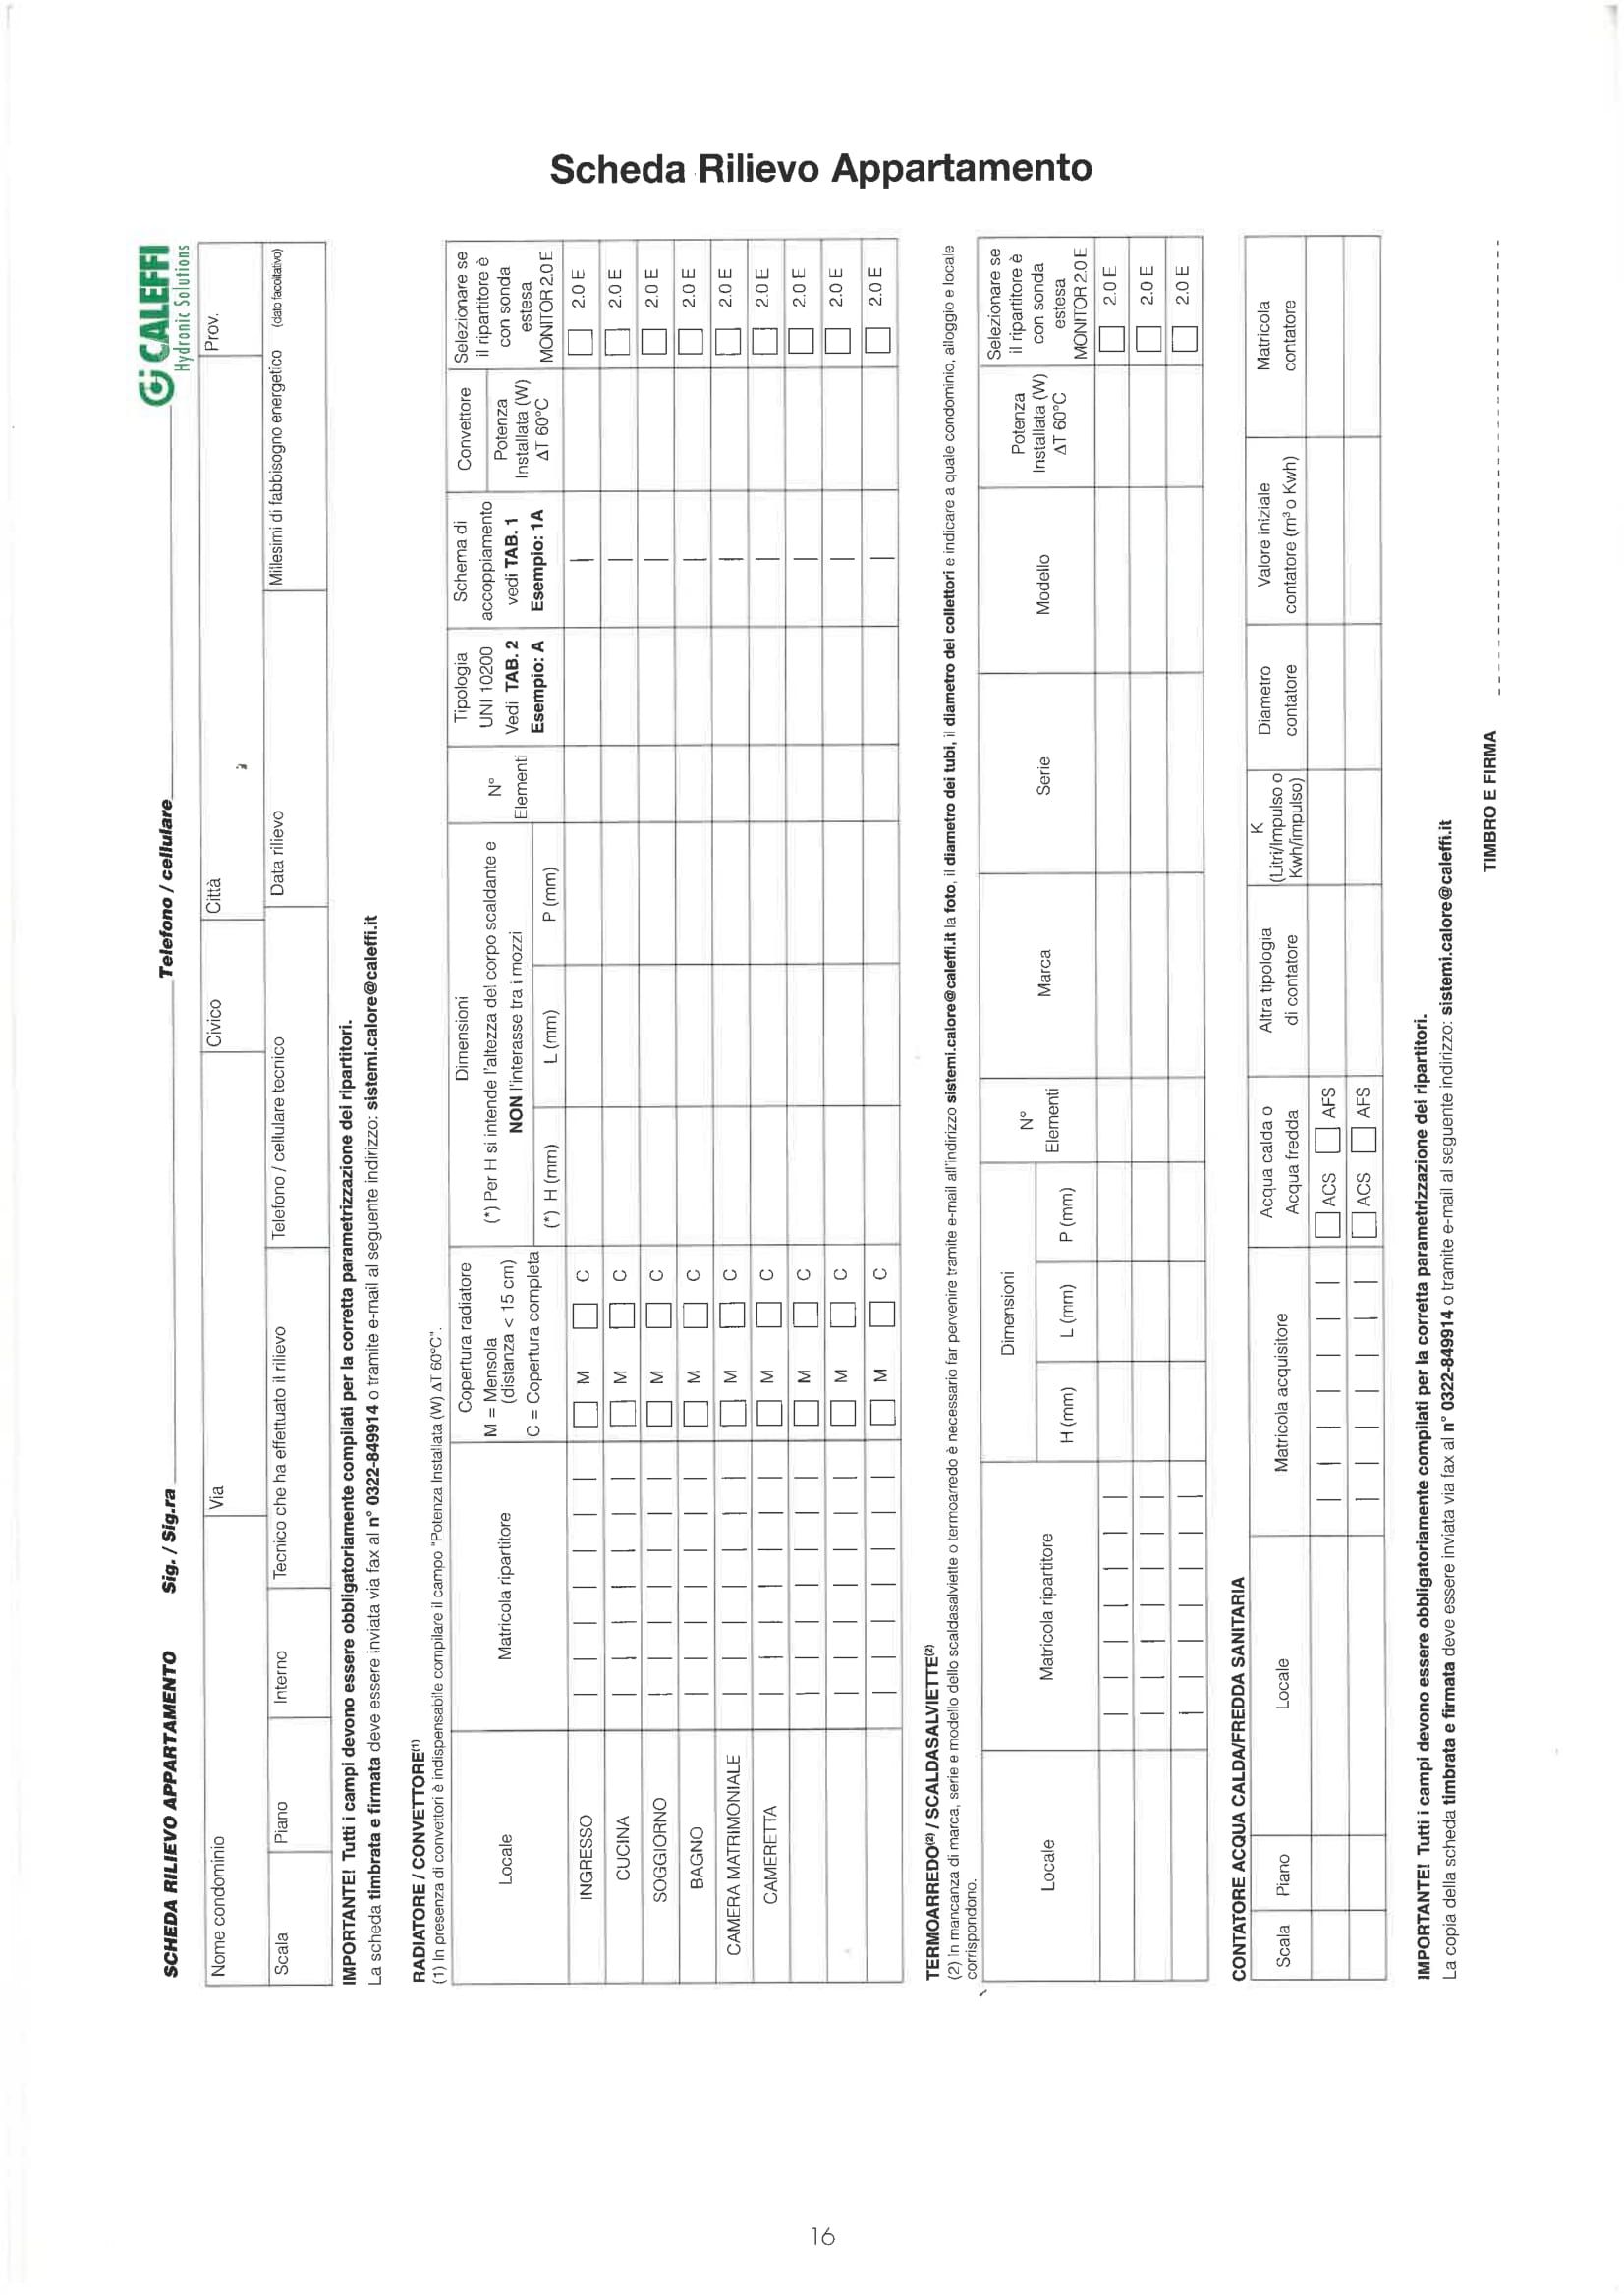 Scheda Rilievo Appartamento
CALEFFI
Hydronic Solutions
SCHEDA RILIEVO APPARTAMENTO Sig. / Sig.ra Telefono / cellulare
Nome condominio Via Civico Città Prov.
Scala Piano Interno Tecnico che ha effettuato il rilievo Telefono / cellulare tecnico Data rilievo Millesimi di fabbisogno energetico (dato facoltativo)
IMPORTANTE! Tutti i campi devono essere obbligatoriamente compilati per la corretta parametrizzazione dei ripartitori.
La scheda timbrata e firmata deve essere inviata via fax al n° 0322-849914 o tramite e-mail al seguente indirizzo: sistemi.calore@caleffi.it
RADIATORE / CONVETTORE(1)
(1) In presenza di convettori è indispensabile compilare il campo "Potenza Installata (W) ΔT 60°C".
Locale
Matricola ripartitore
Copertura radiatore
M = Mensola
(distanza < 15 cm)
C = Copertura completa
Dimensioni
(*) Per H si intende l'altezza del corpo scaldante e
NON l'interasse tra i mozzi
(*) H (mm) L (mm) P (mm)
N°
Elementi
Tipologia
UNI 10200
Vedi TAB. 2
Esempio: A
Schema di
accoppiamento
vedi TAB. 1
Esempio: 1A
Convettore
Potenza
Installata (W)
ΔT 60°C
Selezionare se
il ripartitore è
con sonda
estesa
MONITOR 2.0 E
INGRESSO M C 2.0 E
CUCINA M C 2.0 E
SOGGIORNO M C 2.0 E
BAGNO M C 2.0 E
CAMERA MATRIMONIALE M C 2.0 E
CAMERETTA M C 2.0 E
M C 2.0 E
M C 2.0 E
M C 2.0 E
TERMOARREDO(2) / SCALDASALVIETTE(2)
(2) In mancanza di marca, serie e modello dello scaldasalviette o termoarredo è necessario far pervenire tramite e-mail all'indirizzo sistemi.calore@caleffi.it la foto, il diametro dei tubi, il diametro dei collettori e indicare a quale condominio, alloggio e locale
corrispondono.
Locale
Matricola ripartitore
Dimensioni
H (mm) L (mm) P (mm)
N°
Elementi
Marca
Serie
Modello
Potenza
Installata (W)
ΔT 60°C
Selezionare se
il ripartitore è
con sonda
estesa
MONITOR 2.0 E
2.0 E
2.0 E
2.0 E
CONTATORE ACQUA CALDA/FREDDA SANITARIA
Scala
Piano
Locale
Matricola acquisitore
Acqua calda o
Acqua fredda
Altra tipologia
di contatore
K
(Litri/Impulso o
Kwh/impulso)
Diametro
contatore
Valore iniziale
contatore (m³ o Kwh)
Matricola
contatore
ACS AFS
ACS AFS
IMPORTANTE! Tutti i campi devono essere obbligatoriamente compilati per la corretta parametrizzazione dei ripartitori.
La copia della scheda timbrata e firmata deve essere inviata via fax al n° 0322-849914 o tramite e-mail al seguente indirizzo: sistemi.calore@caleffi.it
TIMBRO E FIRMA
16